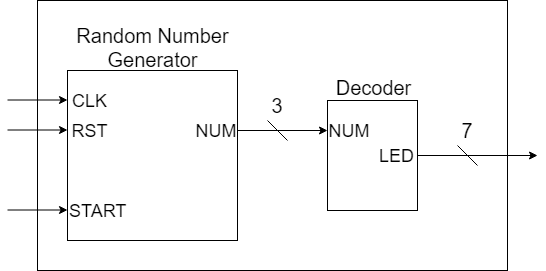 Random Number
Generator
Decoder
3
7
CLK
RST
NUM
NUM
LED
START